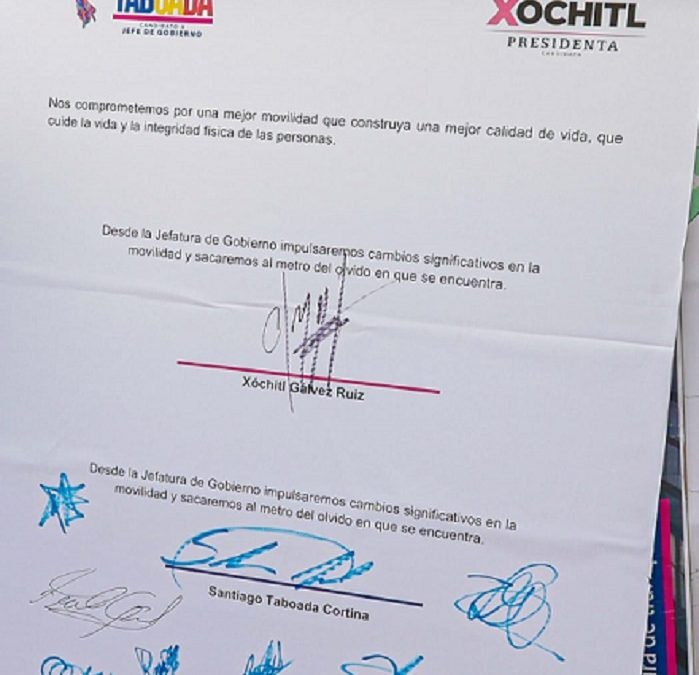 TABOADA
CANDIDATO A
JEFE DE GOBIERNO
XÓCHITL
PRESIDENTA
CANDIDATA
Nos comprometemos por una mejor movilidad que construya una mejor calidad de vida, que
cuide la vida y la integridad física de las personas.
Desde la Jefatura de Gobierno impulsaremos cambios significativos en la
movilidad y sacaremos al metro del olvido en que se encuentra.
Xóchitl Gálvez Ruiz
Desde la Jefatura de Gobierno impulsaremos cambios significativos en la
movilidad y sacaremos al metro del olvido en que se encuentra.
Santiago Taboada Cortina